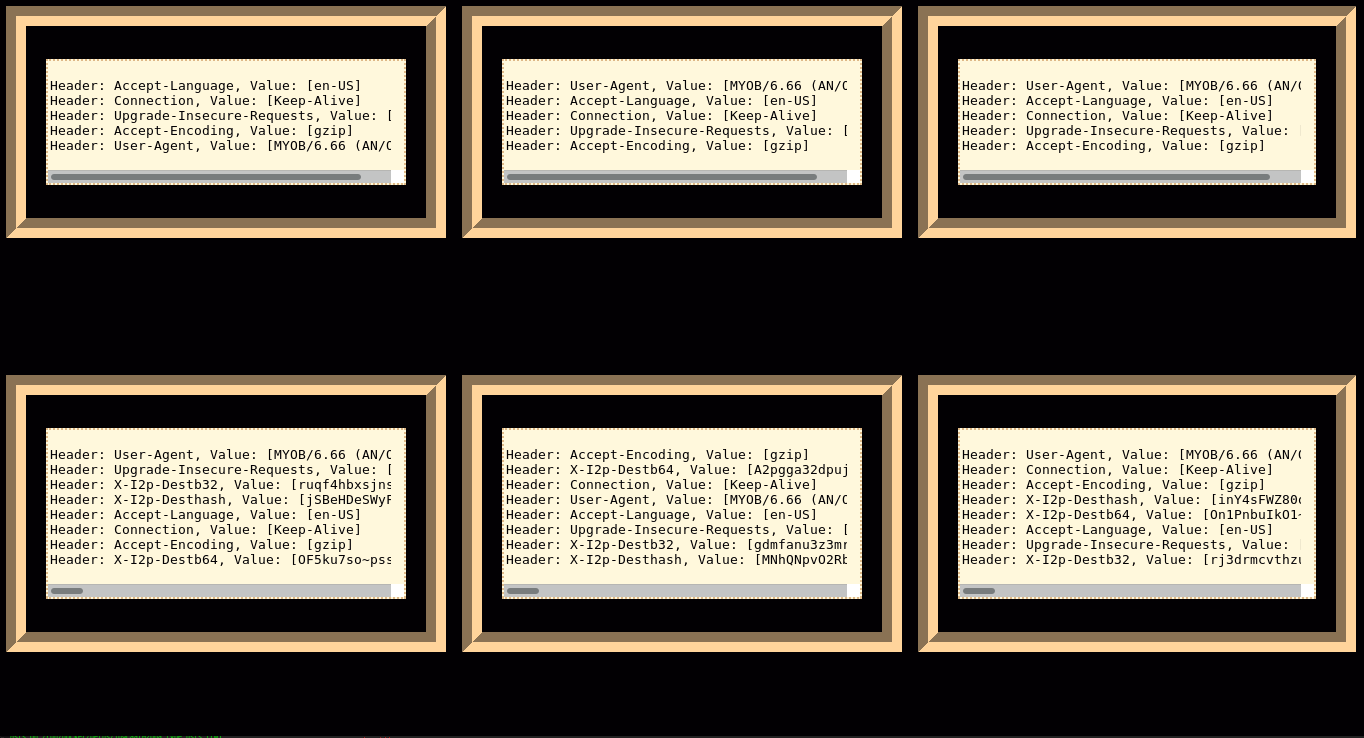 Header: Accept-Language, Value: [en-US]
Header: Connection, Value: [Keep-Alive]
Header: Upgrade-Insecure-Requests, Value: [
Header: Accept-Encoding, Value: [gzip]
Header: User-Agent, Value: [MYOB/6.66 (AN/O
Header: User-Agent, Value: [MYOB/6.66 (AN/O
Header: Accept-Language, Value: [en-US]
Header: Connection, Value: [Keep-Alive]
Header: Upgrade-Insecure-Requests, Value: [
Header: Accept-Encoding, Value: [gzip]
Header: User-Agent, Value: [MYOB/6.66 (AN/O
Header: Accept-Language, Value: [en-US]
Header: Connection, Value: [Keep-Alive]
Header: Upgrade-Insecure-Requests, Value:
Header: Accept-Encoding, Value: [gzip]
Header: User-Agent, Value: [MYOB/6.66 (AN/O
Header: Upgrade-Insecure-Requests, Value: [
Header: X-I2p-Destb32, Value: [ruqf4hbxsjns
Header: X-I2p-Desthash, Value: [jSBeHDeSWyF
Header: Accept-Language, Value: [en-US]
Header: Connection, Value: [Keep-Alive]
Header: Accept-Encoding, Value: [gzip]
Header: X-I2p-Destb64, Value: [OF5ku7so~pss
Header: Accept-Encoding, Value: [gzip]
Header: X-I2p-Destb64, Value: [A2pgga32dpuj
Header: Connection, Value: [Keep-Alive]
Header: User-Agent, Value: [MYOB/6.66 (AN/O
Header: Accept-Language, Value: [en-US]
Header: Upgrade-Insecure-Requests, Value: [
Header: X-I2p-Destb32, Value: [gdmfanu3z3mr
Header: X-I2p-Desthash, Value: [MNhQNpvO2Rb
Header: User-Agent, Value: [MYOB/6.66 (AN/O
Header: Connection, Value: [Keep-Alive]
Header: Accept-Encoding, Value: [gzip]
Header: X-I2p-Desthash, Value: [inY4sFWZ80o
Header: X-I2p-Destb64, Value: [On1PnbuIkO1~
Header: Accept-Language, Value: [en-US]
Header: Upgrade-Insecure-Requests, Value:
Header: X-I2p-Destb32, Value: [rj3drmcvthzu